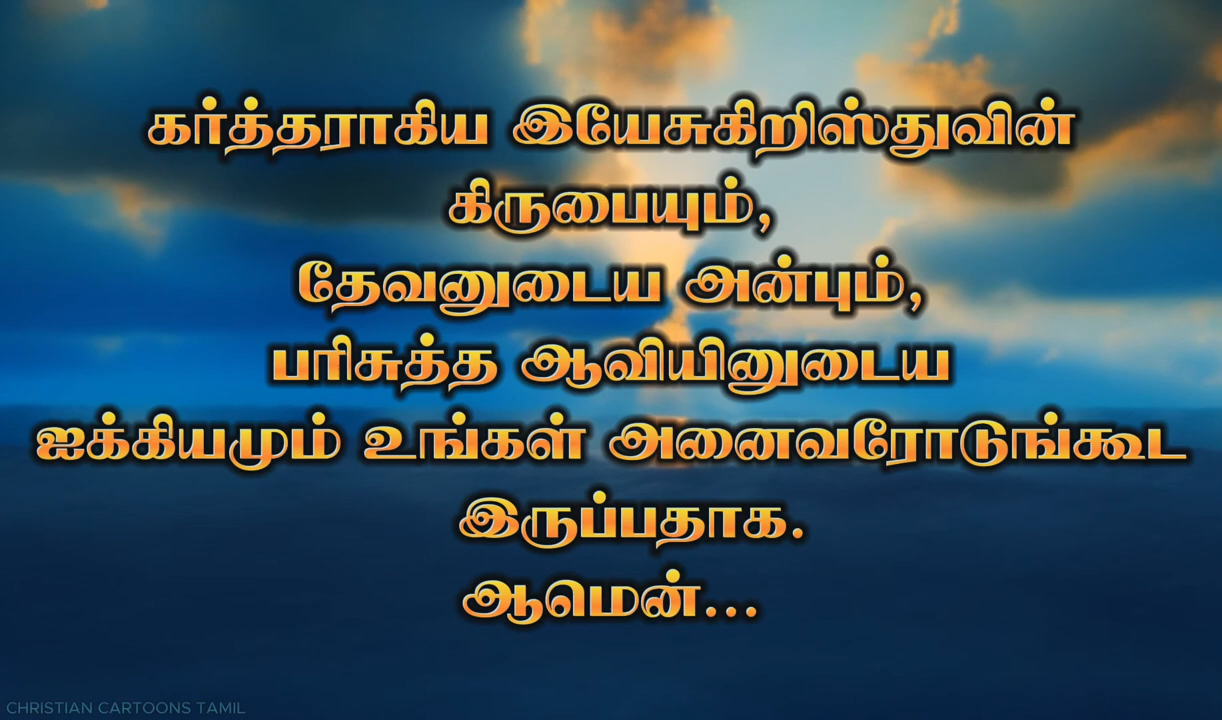 கர்த்தராகிய இயேசுகிறிஸ்துவின்
கிருபையும்,
தேவனுடைய அன்பும்,
பரிசுத்த ஆவியினுடைய
ஐக்கியமும் உங்கள் அனைவரோடுங்கூட
இருப்பதாக.
ஆமென்...
CHRISTIAN CARTOONS TAMIL